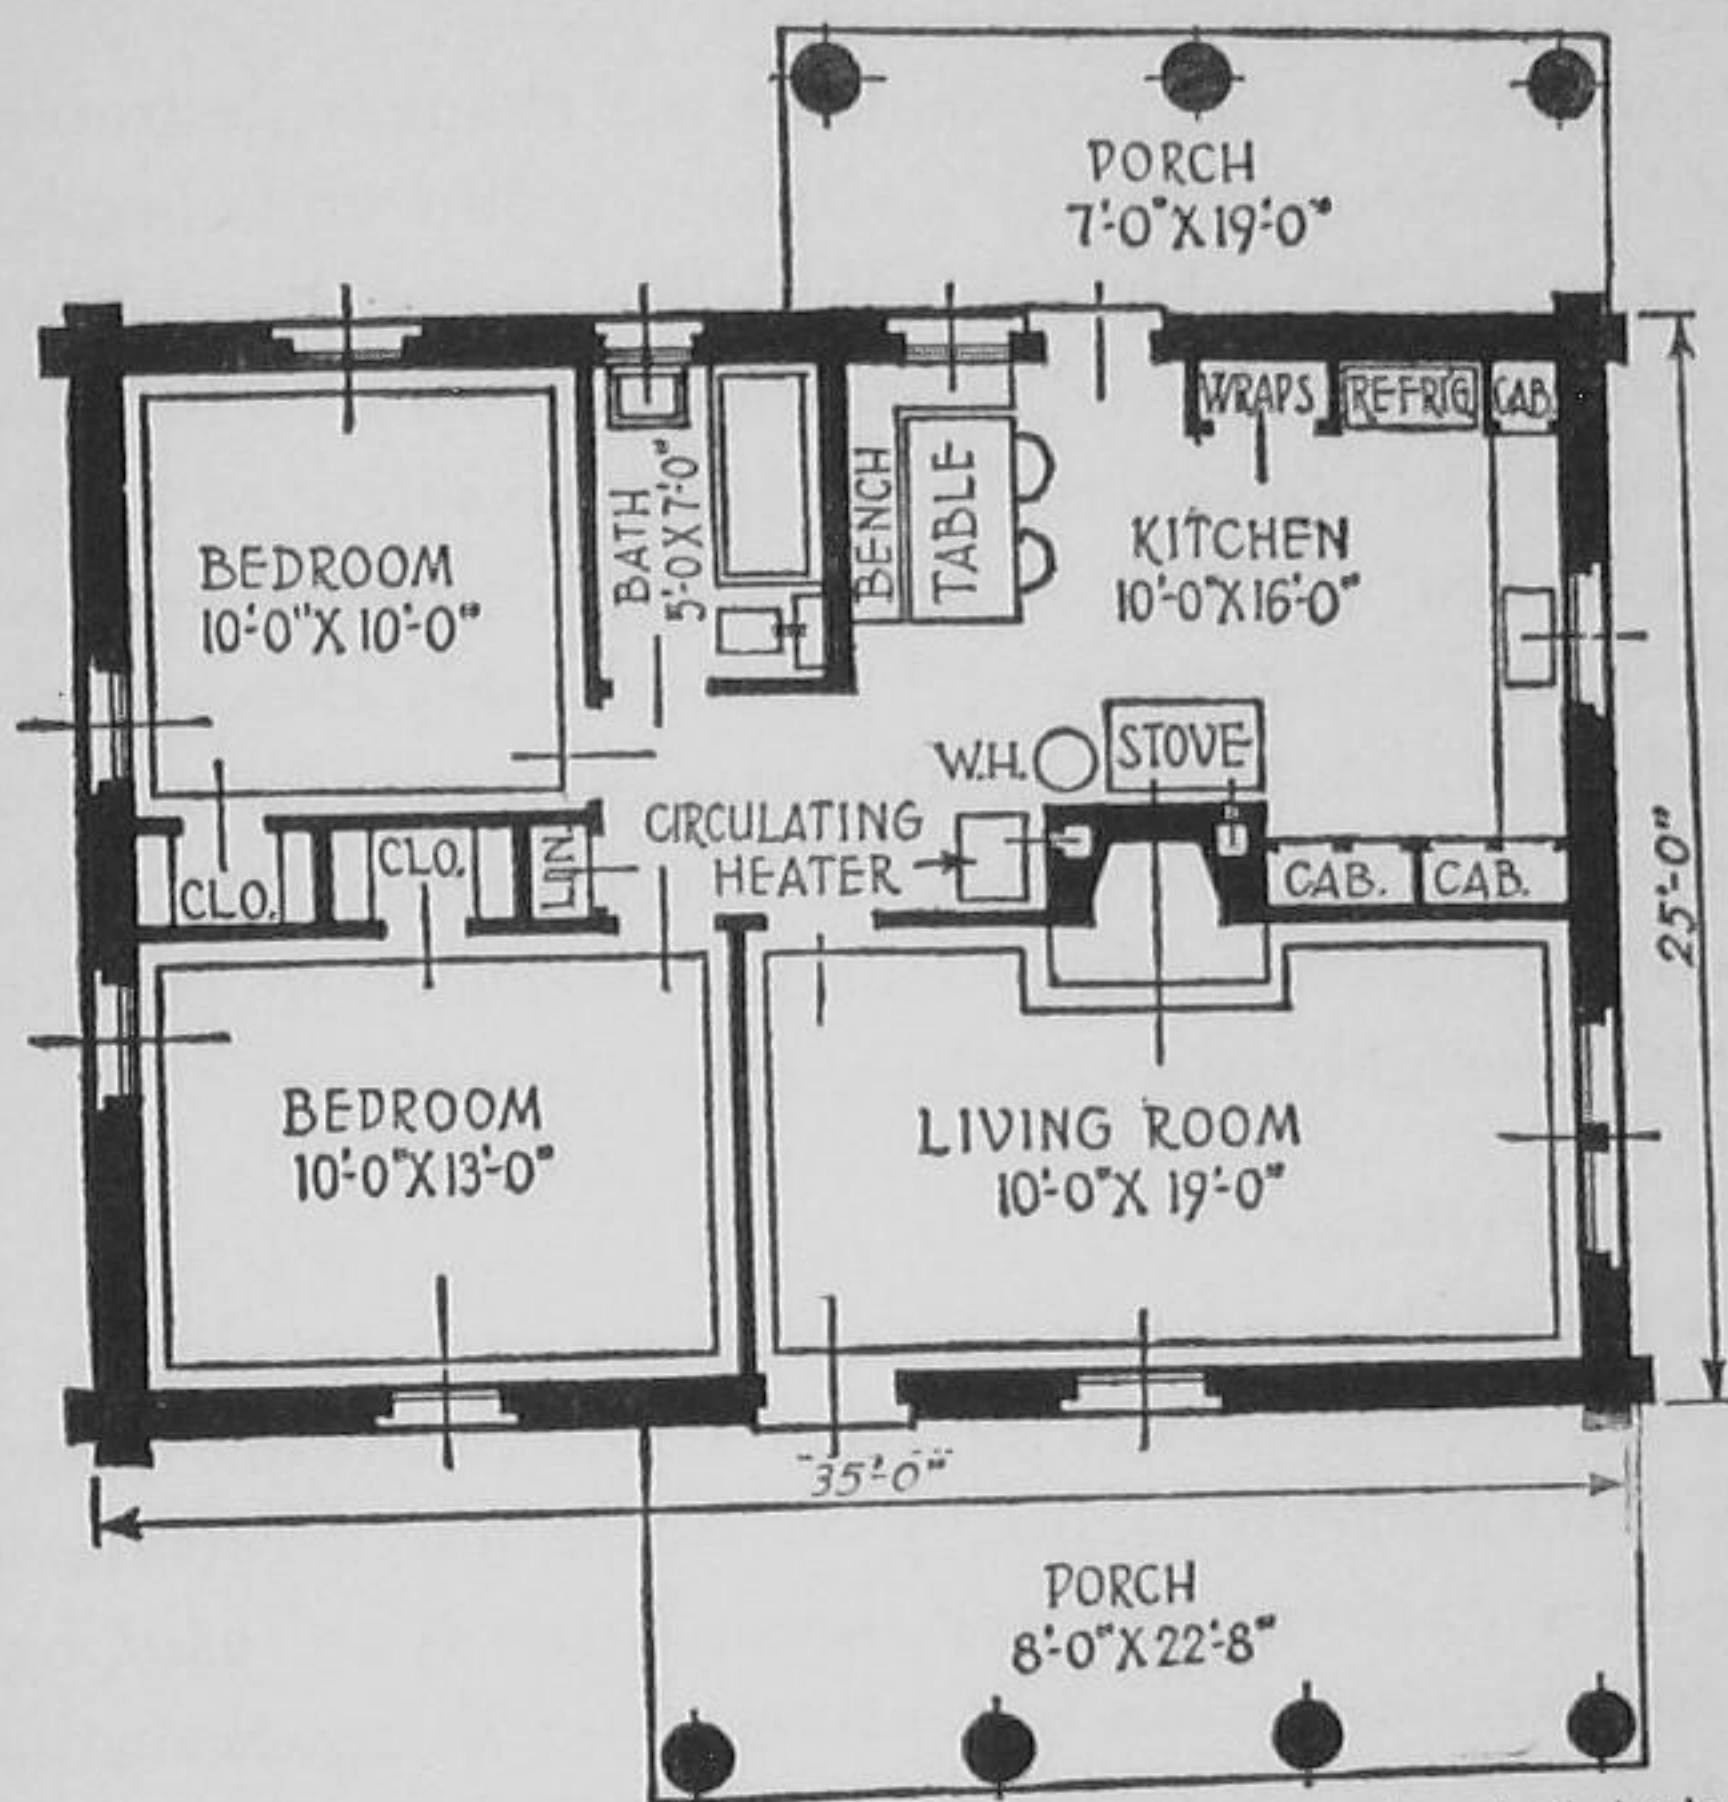 PORCH
7'-0" X 19'-0"
WRAPS
REFRIG
CAB.
BEDROOM
10'-0" X 10'-0"
BATH
5'-0 X 7'-0"
BENCH
TABLE
KITCHEN
10'-0" X 16'-0"
W.H.
STOVE
CIRCULATING
HEATER
CLO.
CLO.
LIN
CAB.
CAB.
25'-0"
BEDROOM
10'-0" X 13'-0"
LIVING ROOM
10'-0" X 19'-0"
35'-0"
PORCH
8'-0" X 22'-8"